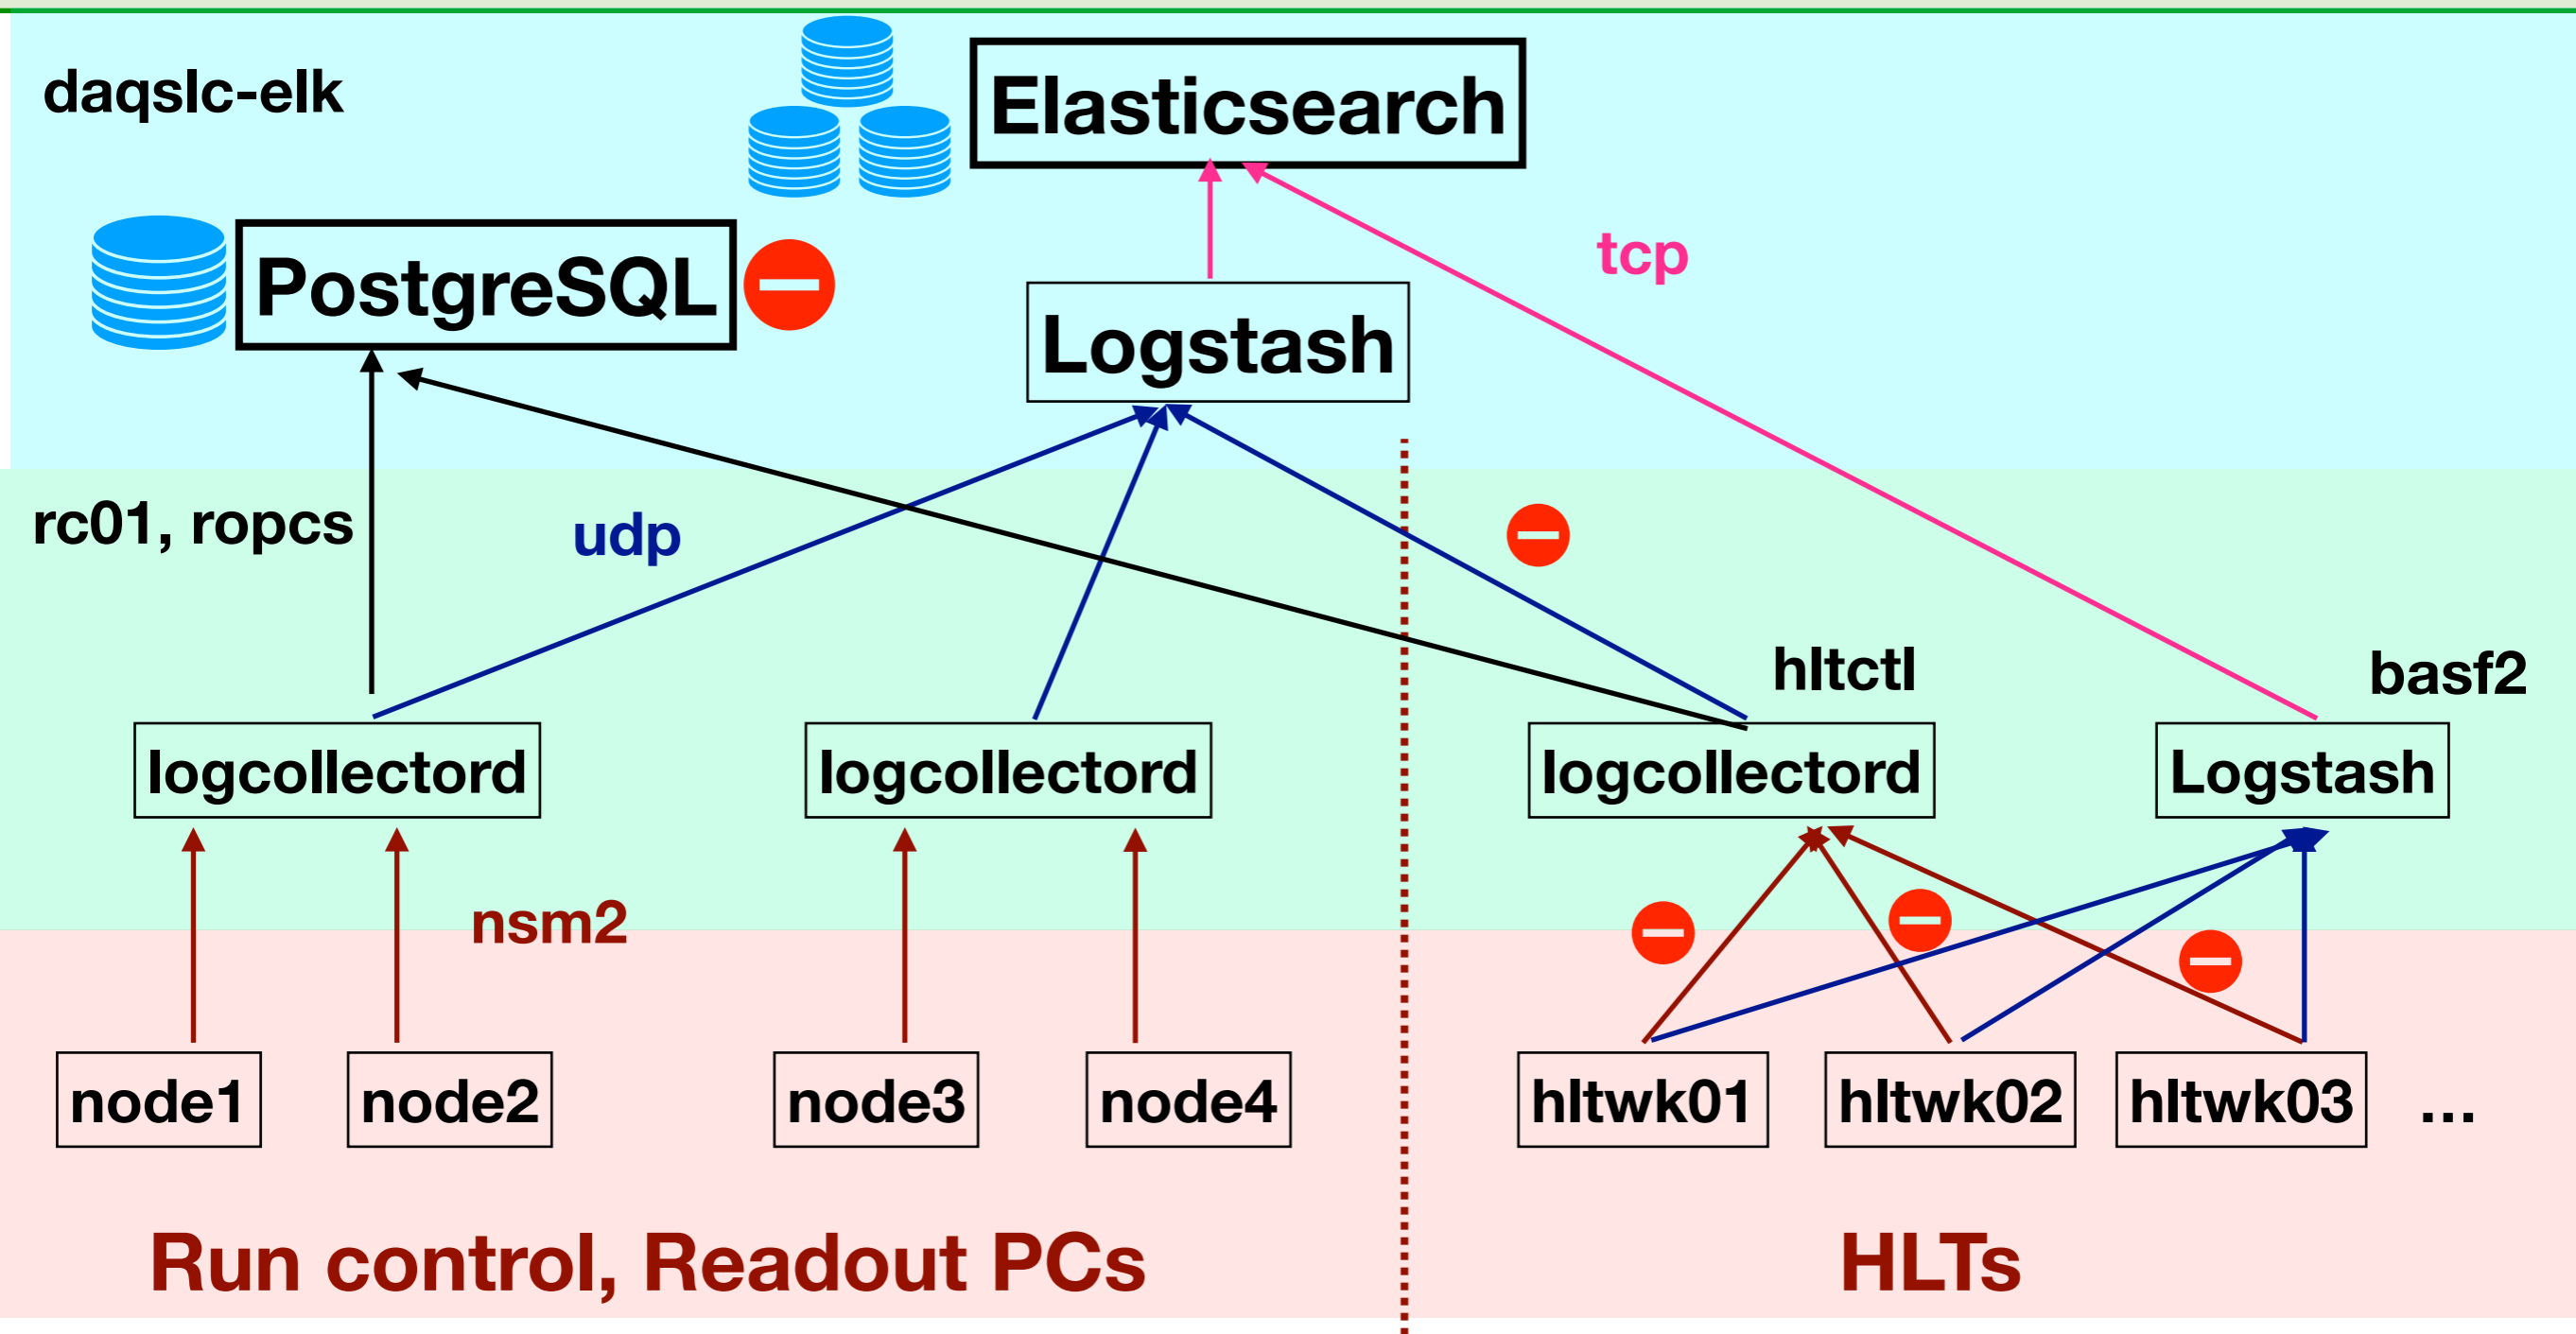 daqslc-elk
Elasticsearch
PostgreSQL
tcp
Logstash
rc01, ropcs
udp
hltctl
basf2
logcollectord
logcollectord
logcollectord
Logstash
nsm2
node1
node2
node3
node4
hltwk01
hltwk02
hltwk03
...
Run control, Readout PCs
HLTs